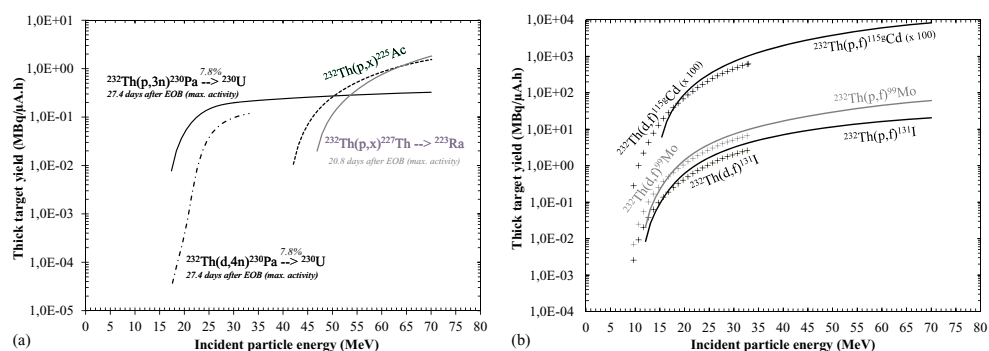 1,0E+01
1,0E+00
1,0E-01
1,0E-02
1,0E-03
1,0E-04
1,0E-05
Thick target yield (MBq/µA.h)
²³²Th(p,x)²²⁵Ac
7.8%
²³²Th(p,3n)²³⁰Pa --> ²³⁰U
27.4 days after EOB (max. activity)
²³²Th(p,x)²²⁷Th --> ²²³Ra
20.8 days after EOB (max. activity)
7.8%
²³²Th(d,4n)²³⁰Pa --> ²³⁰U
27.4 days after EOB (max. activity)
0 5 10 15 20 25 30 35 40 45 50 55 60 65 70 75 80
Incident particle energy (MeV)
(a)
1,0E+04
1,0E+03
1,0E+02
1,0E+01
1,0E+00
1,0E-01
1,0E-02
1,0E-03
1,0E-04
Thick target yield (MBq/µA.h)
²³²Th(p,f)¹¹⁵ᵍCd (x 100)
²³²Th(d,f)¹¹⁵ᵍCd (x 100)
²³²Th(p,f)⁹⁹Mo
²³²Th(p,f)¹³¹I
²³²Th(d,f)⁹⁹Mo
²³²Th(d,f)¹³¹I
0 5 10 15 20 25 30 35 40 45 50 55 60 65 70 75 80
Incident particle energy (MeV)
(b)